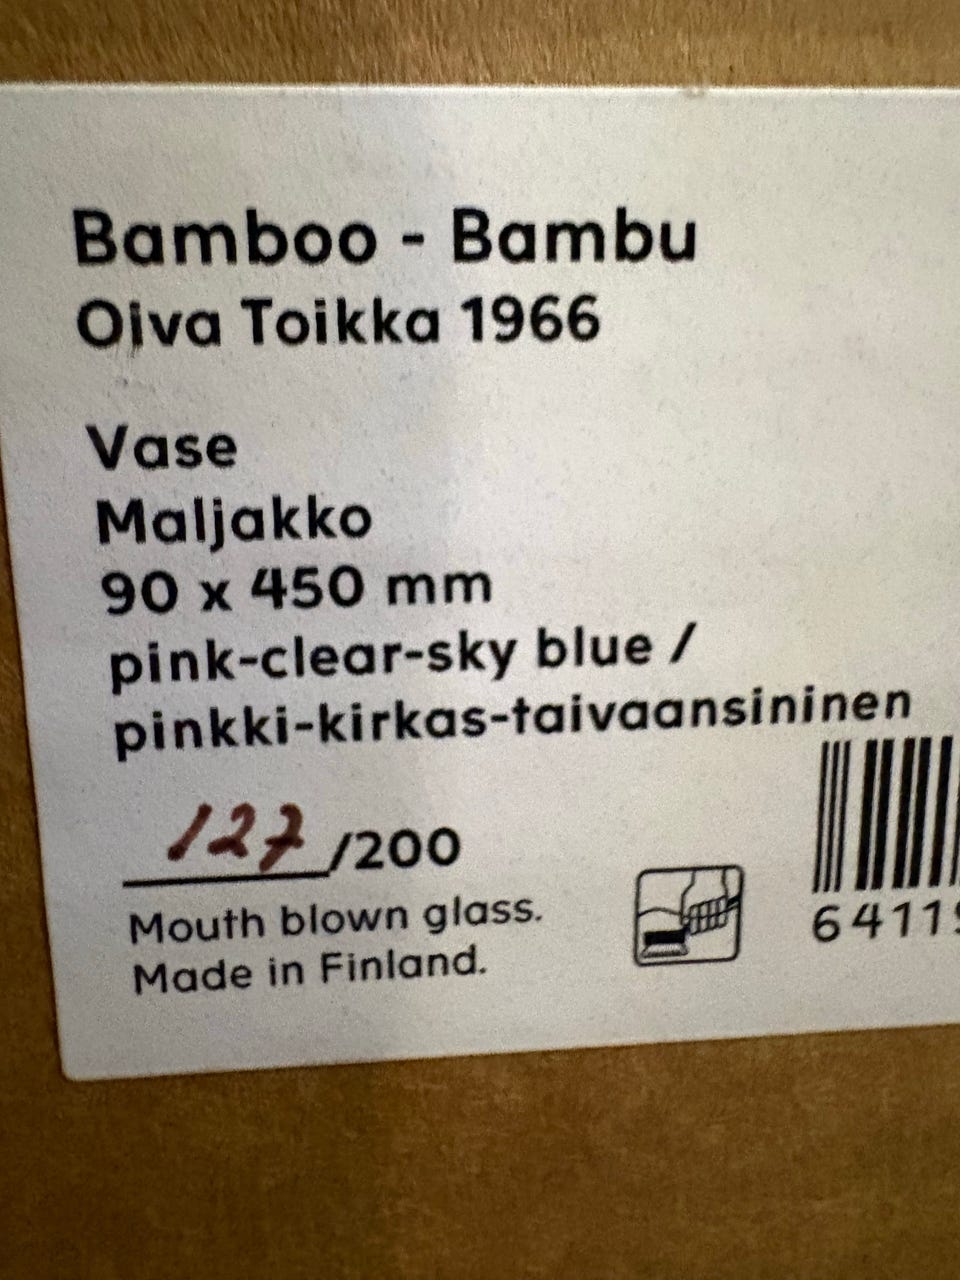 Bamboo - Bambu
Oiva Toikka 1966
Vase
Maljakko
90 x 450 mm
pink-clear-sky blue /
pinkki-kirkas-taivaansininen
127/200
Mouth blown glass.
Made in Finland.
6411